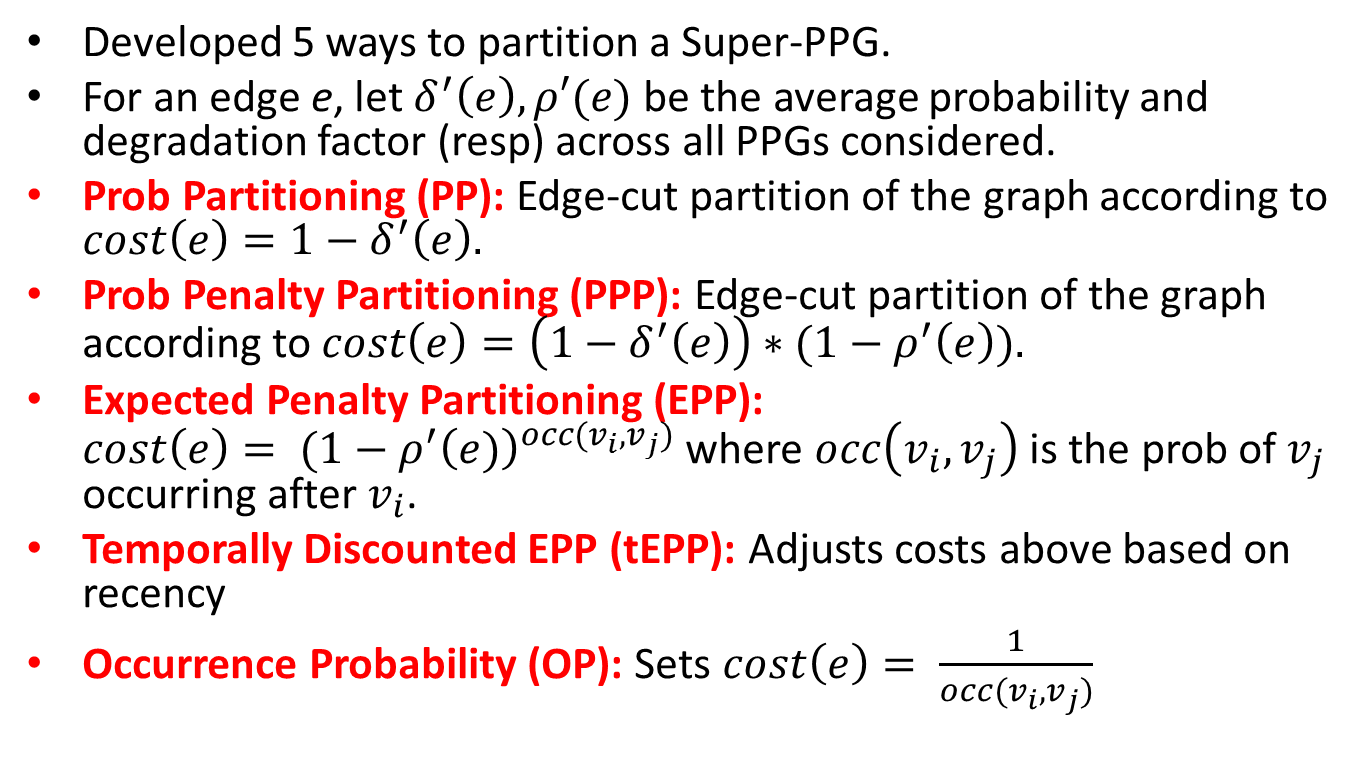 • Developed 5 ways to partition a Super-PPG.
• For an edge e, let δ′(e), ρ′(e) be the average probability and
degradation factor (resp) across all PPGs considered.
• Prob Partitioning (PP): Edge-cut partition of the graph according to
cost(e) = 1 − δ′(e).
• Prob Penalty Partitioning (PPP): Edge-cut partition of the graph
according to cost(e) = (1 − δ′(e)) ∗ (1 − ρ′(e)).
• Expected Penalty Partitioning (EPP):
cost(e) = (1 − ρ′(e))^occ(v_i,v_j) where occ(v_i, v_j) is the prob of v_j
occurring after v_i.
• Temporally Discounted EPP (tEPP): Adjusts costs above based on
recency
• Occurrence Probability (OP): Sets cost(e) = 1/occ(v_i,v_j)